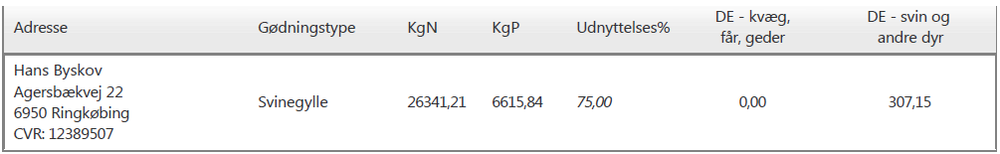 Adresse Gødningstype KgN KgP Udnyttelses% DE - kvæg, får, geder DE - svin og andre dyr
Hans Byskov
Agersbækvej 22
6950 Ringkøbing
CVR: 12389507
Svinegylle 26341,21 6615,84 75,00 0,00 307,15